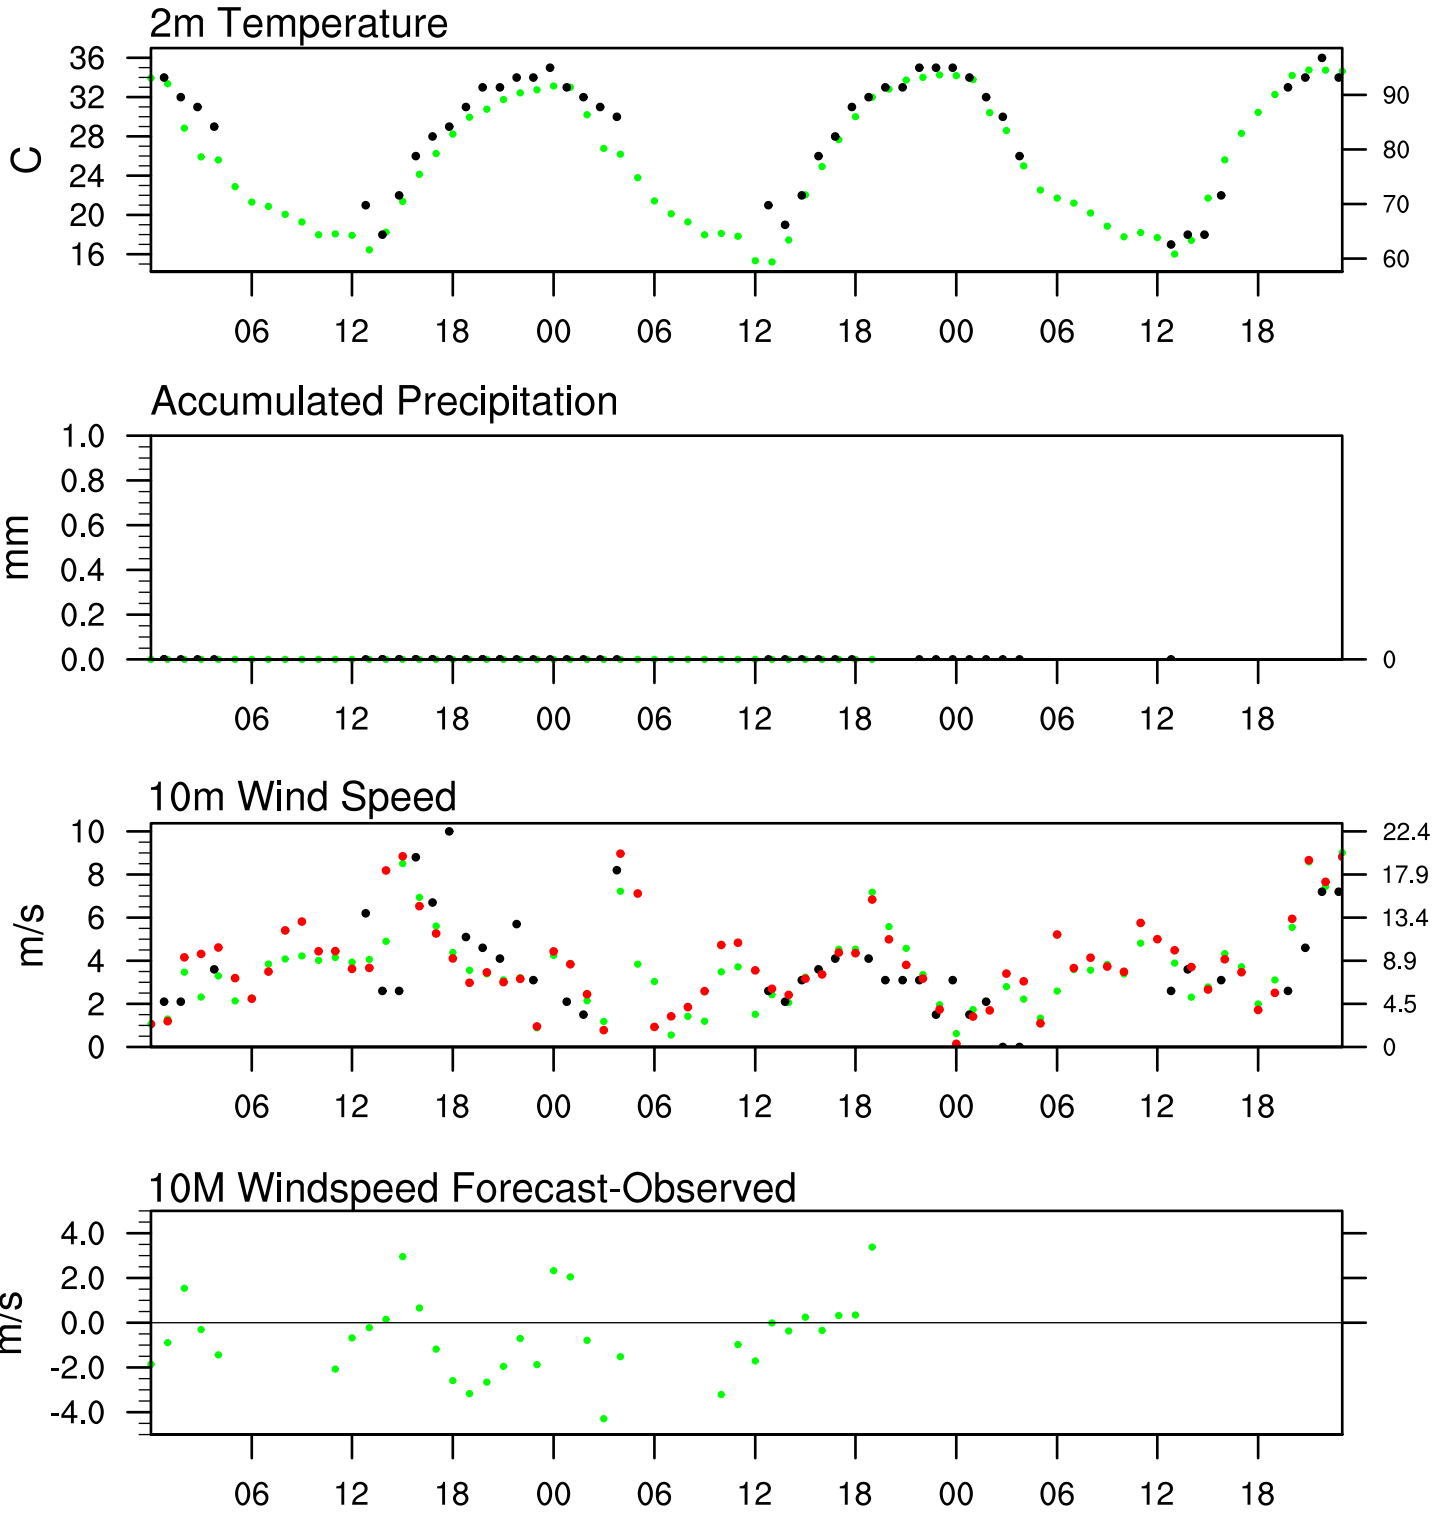 2m Temperature
C
36
32
28
24
20
16
90
80
70
60
06 12 18 00 06 12 18 00 06 12 18
Accumulated Precipitation
mm
1.0
0.8
0.6
0.4
0.2
0.0
0
06 12 18 00 06 12 18 00 06 12 18
10m Wind Speed
m/s
10
8
6
4
2
0
22.4
17.9
13.4
8.9
4.5
0
06 12 18 00 06 12 18 00 06 12 18
10M Windspeed Forecast-Observed
m/s
4.0
2.0
0.0
-2.0
-4.0
06 12 18 00 06 12 18 00 06 12 18